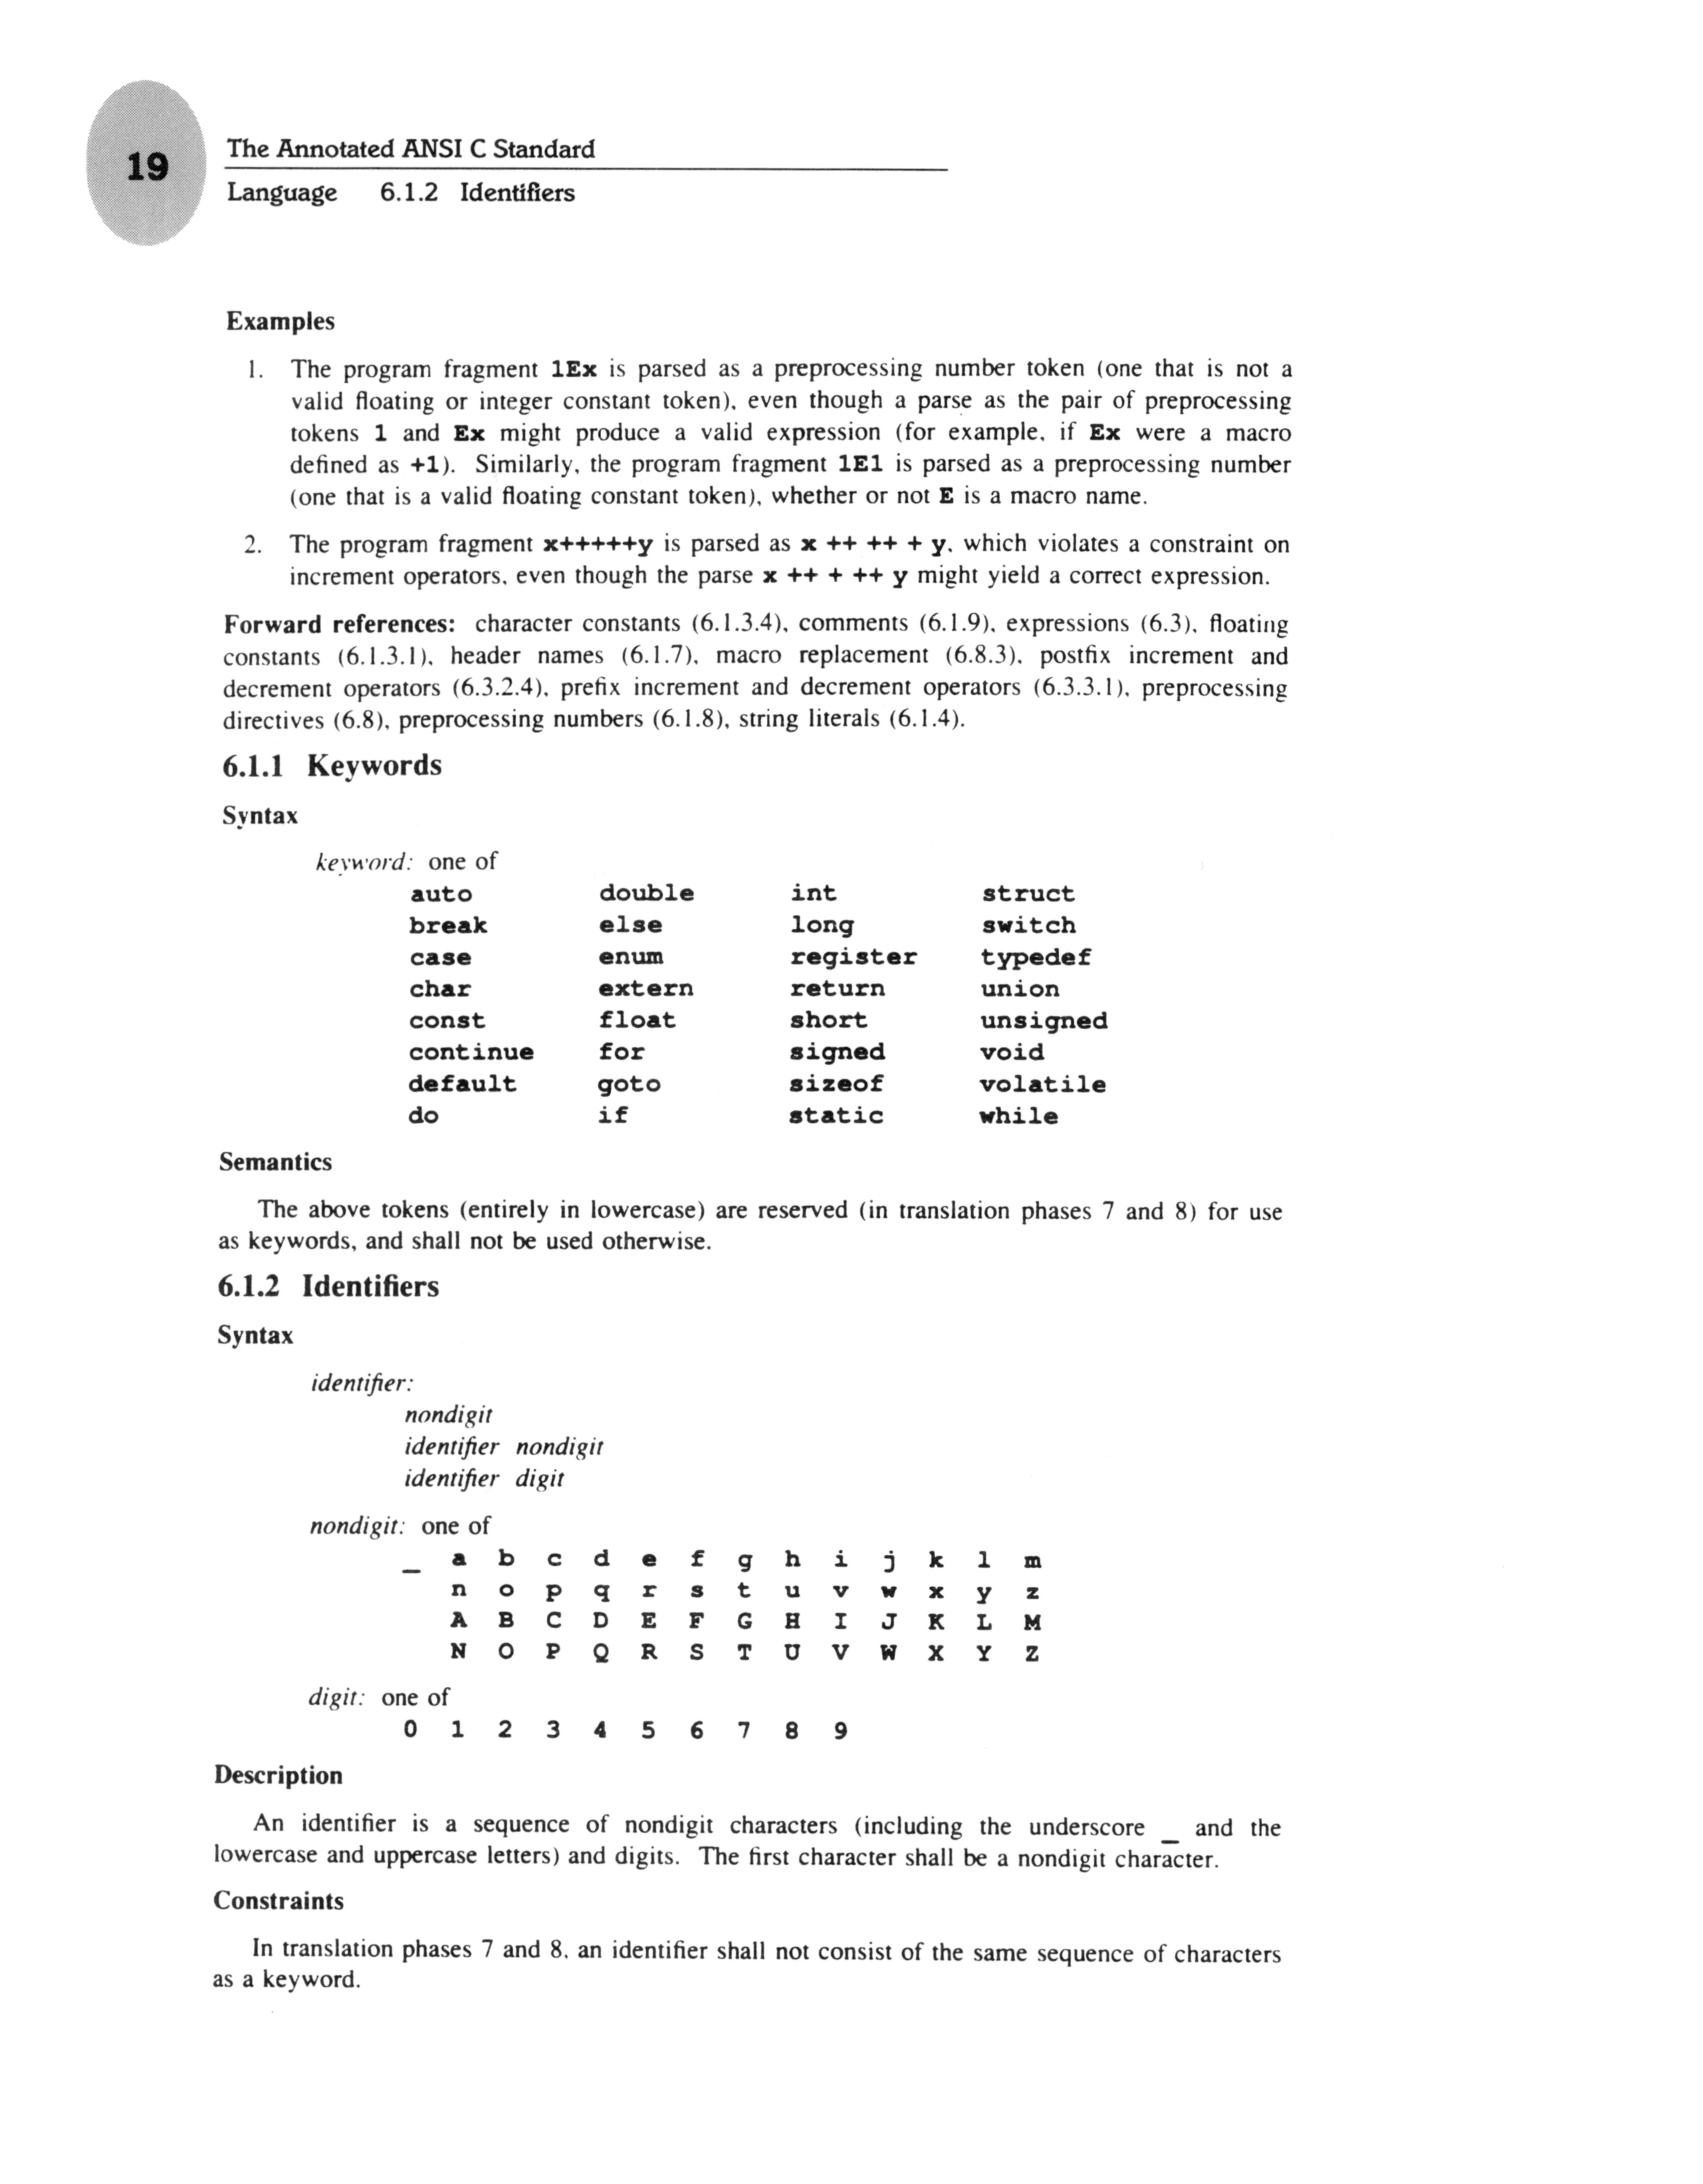 19
The Annotated ANSI C Standard
Language 6.1.2 Identifiers
Examples
1. The program fragment 1Ex is parsed as a preprocessing number token (one that is not a
valid floating or integer constant token), even though a parse as the pair of preprocessing
tokens 1 and Ex might produce a valid expression (for example, if Ex were a macro
defined as +1). Similarly, the program fragment 1E1 is parsed as a preprocessing number
(one that is a valid floating constant token), whether or not E is a macro name.
2. The program fragment x+++++y is parsed as x ++ ++ + y, which violates a constraint on
increment operators, even though the parse x ++ + ++ y might yield a correct expression.
Forward references: character constants (6.1.3.4), comments (6.1.9), expressions (6.3), floating
constants (6.1.3.1), header names (6.1.7), macro replacement (6.8.3), postfix increment and
decrement operators (6.3.2.4), prefix increment and decrement operators (6.3.3.1), preprocessing
directives (6.8), preprocessing numbers (6.1.8), string literals (6.1.4).
6.1.1 Keywords
Syntax
keyword: one of
auto double int struct
break else long switch
case enum register typedef
char extern return union
const float short unsigned
continue for signed void
default goto sizeof volatile
do if static while
Semantics
The above tokens (entirely in lowercase) are reserved (in translation phases 7 and 8) for use
as keywords, and shall not be used otherwise.
6.1.2 Identifiers
Syntax
identifier:
nondigit
identifier nondigit
identifier digit
nondigit: one of
_ a b c d e f g h i j k l m
n o p q r s t u v w x y z
A B C D E F G H I J K L M
N O P Q R S T U V W X Y Z
digit: one of
0 1 2 3 4 5 6 7 8 9
Description
An identifier is a sequence of nondigit characters (including the underscore _ and the
lowercase and uppercase letters) and digits. The first character shall be a nondigit character.
Constraints
In translation phases 7 and 8, an identifier shall not consist of the same sequence of characters
as a keyword.